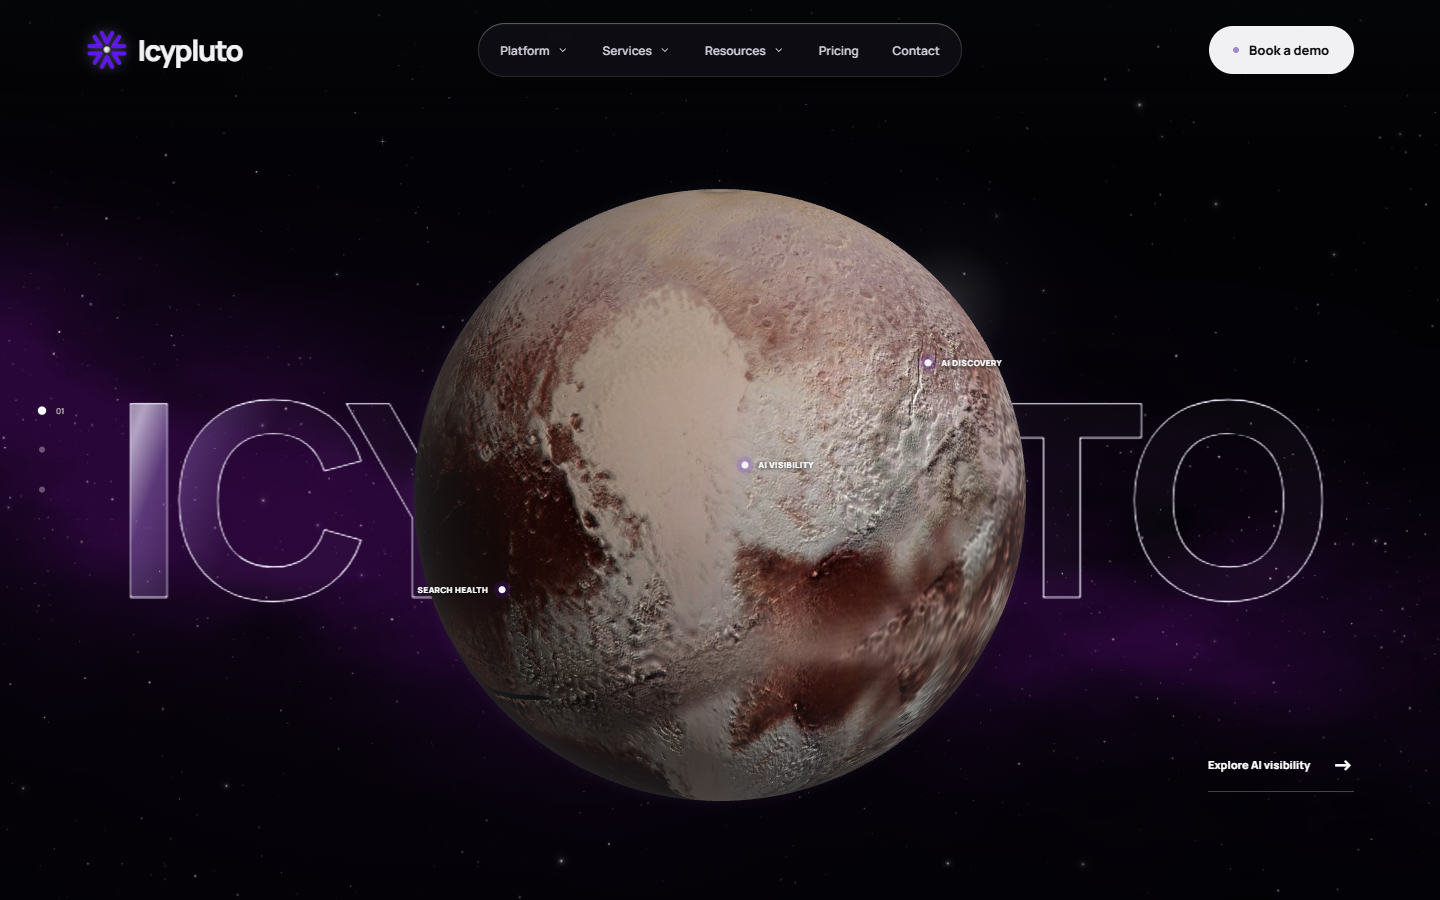 Icypluto
Platform
Services
Resources
Pricing
Contact
Book a demo
AI DISCOVERY
01
ICY
TO
AI VISIBILITY
SEARCH HEALTH
Explore AI visibility